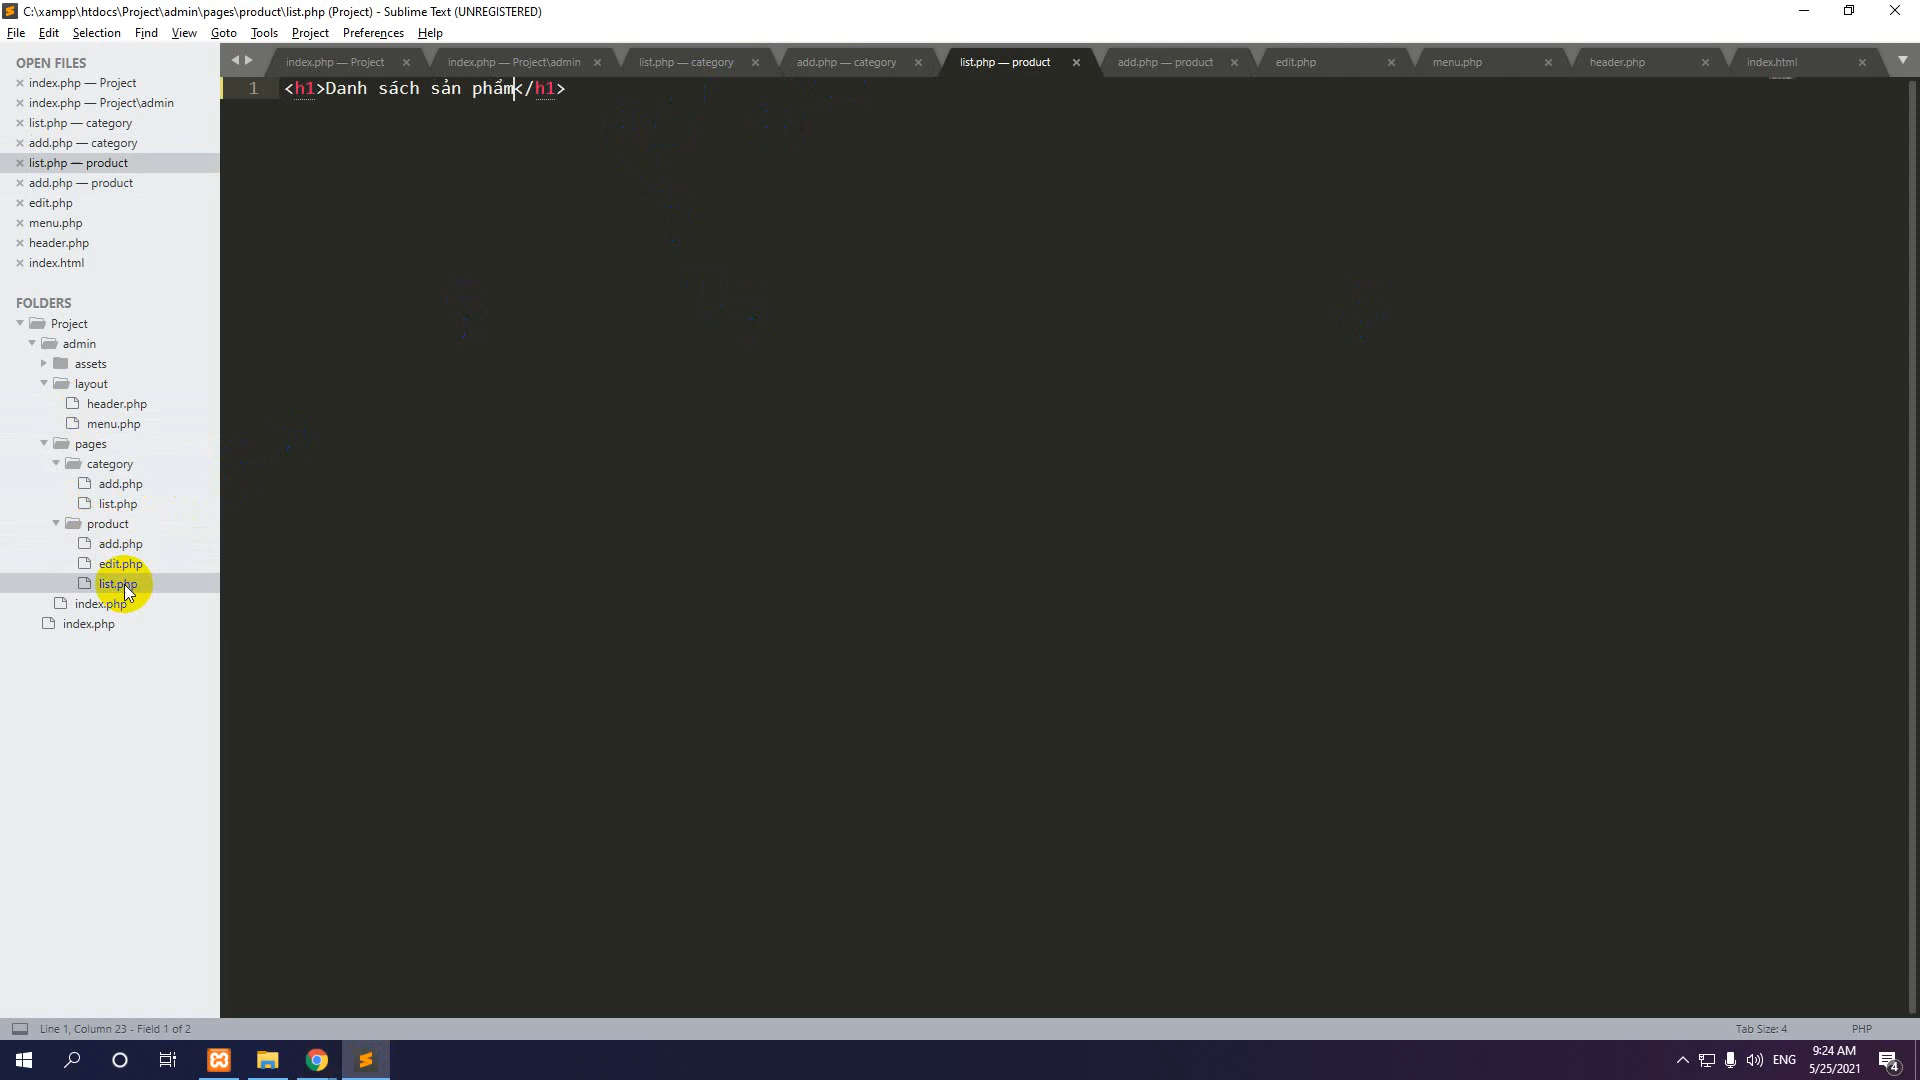 C:\xampp\htdocs\Project\admin\pages\product\list.php (Project) - Sublime Text (UNREGISTERED)
File Edit Selection Find View Goto Tools Project Preferences Help
OPEN FILES
index.php — Project
index.php — Project\admin
list.php — category
add.php — category
list.php — product
add.php — product
edit.php
menu.php
header.php
index.html
FOLDERS
Project
admin
assets
layout
header.php
menu.php
pages
category
add.php
list.php
product
add.php
edit.php
list.php
index.php
index.php
index.php — Project index.php — Project\admin list.php — category add.php — category list.php — product add.php — product edit.php menu.php header.php index.html
1 <h1>Danh sách sản phẩm</h1>
Line 1, Column 23 - Field 1 of 2 Tab Size: 4 PHP
ENG
9:24 AM
5/25/2021
4